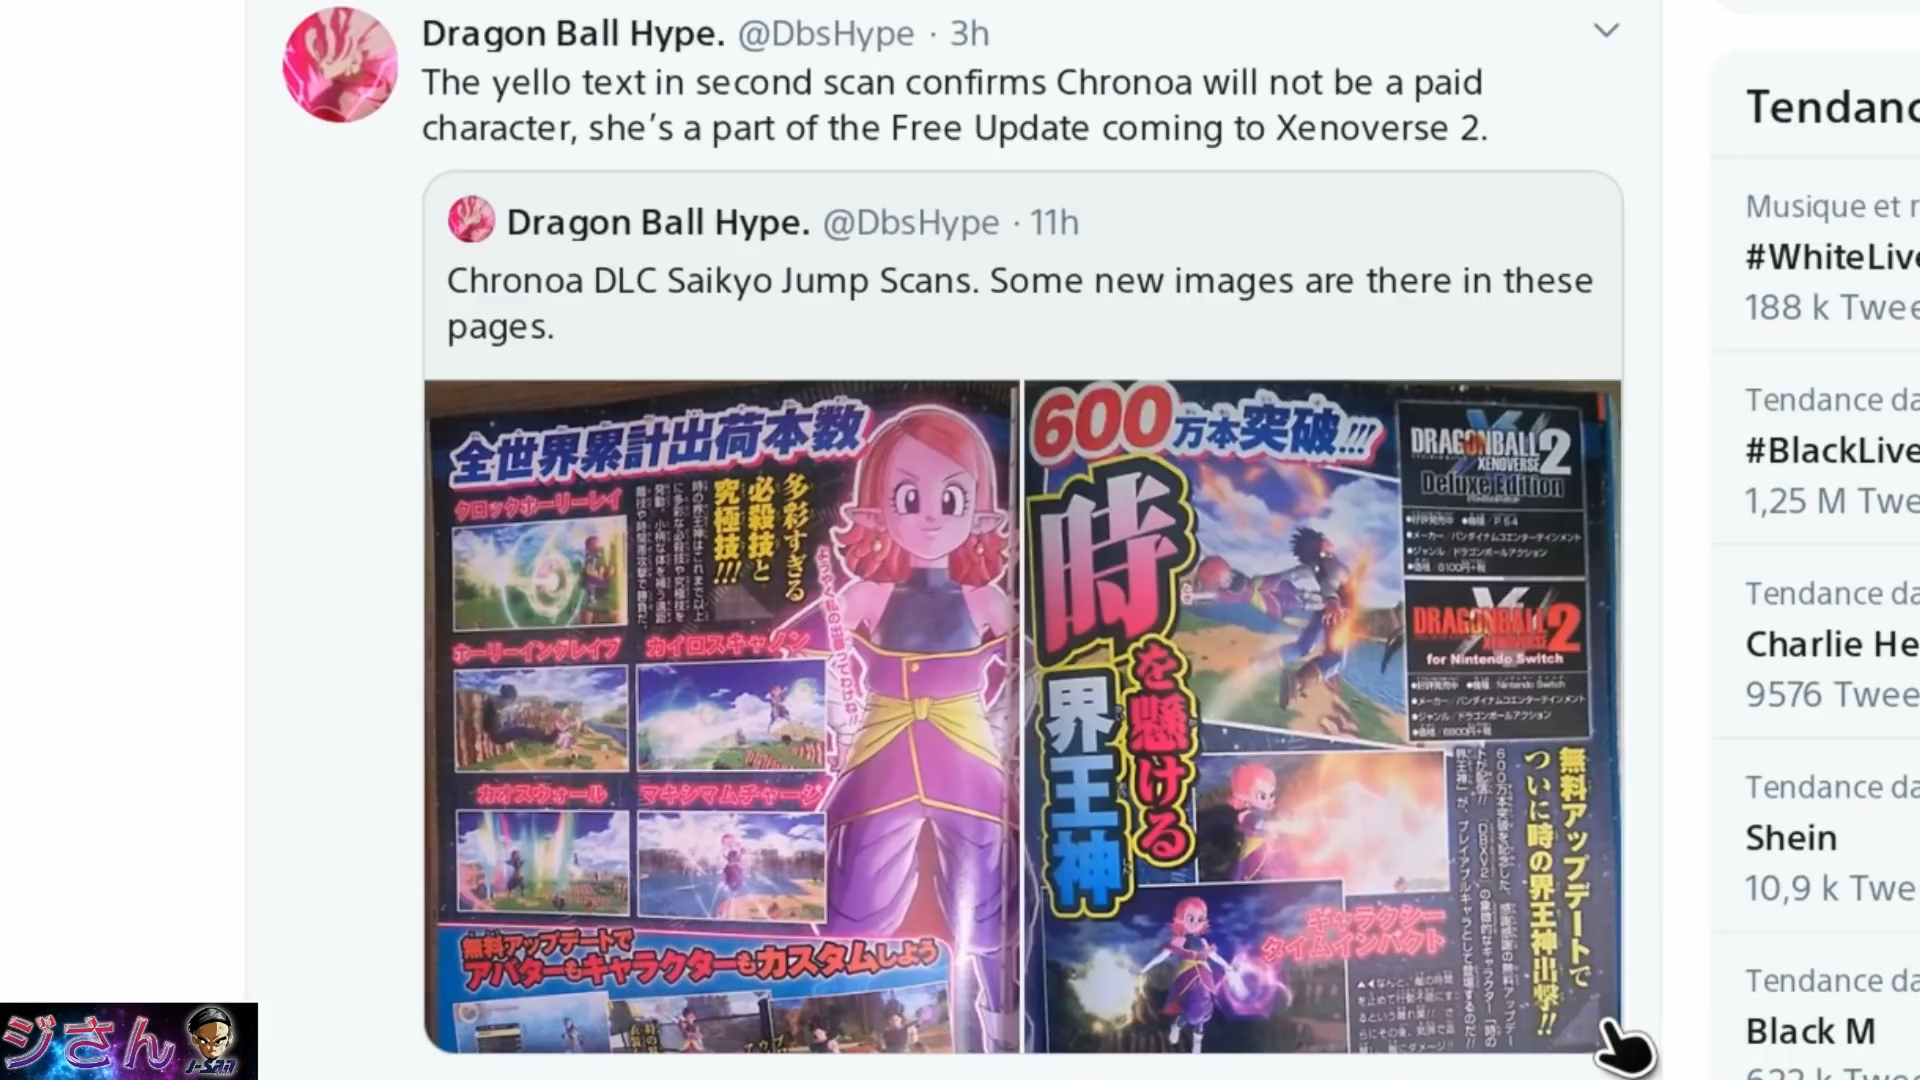 Dragon Ball Hype. @DbsHype · 3h
The yello text in second scan confirms Chronoa will not be a paid
character, she's a part of the Free Update coming to Xenoverse 2.
Dragon Ball Hype. @DbsHype · 11h
Chronoa DLC Saikyo Jump Scans. Some new images are there in these
pages.
全世界累計出荷本数
クロックホーリーレイ
多彩すぎる
必殺技と
究極技!!!
ホーリーイングレイブ
カイロスキャノン
カオスウォール
マキシマムチャージ
無料アップデートで
アバターもキャラクターもカスタムしよう
600万本突破!!!
時を懸ける
界王神
DRAGONBALL
XENOVERSE 2
Deluxe Edition
DRAGONBALL
XENOVERSE 2
for Nintendo Switch
無料アップデートで
ついに時の界王神出撃!!
ギャラクシー
タイムインパクト
Tendanc
Musique et r
#WhiteLive
188 k Twee
Tendance da
#BlackLive
1,25 M Twe
Tendance da
Charlie He
9576 Twee
Tendance da
Shein
10,9 k Twe
Tendance da
Black M
622 k Twee
ジさん
J-SAN